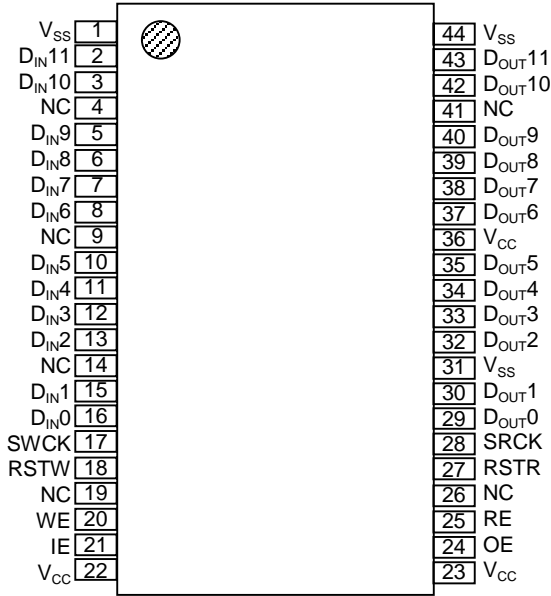 VSS 1 44 VSS
DIN11 2 43 DOUT11
DIN10 3 42 DOUT10
NC 4 41 NC
DIN9 5 40 DOUT9
DIN8 6 39 DOUT8
DIN7 7 38 DOUT7
DIN6 8 37 DOUT6
NC 9 36 VCC
DIN5 10 35 DOUT5
DIN4 11 34 DOUT4
DIN3 12 33 DOUT3
DIN2 13 32 DOUT2
NC 14 31 VSS
DIN1 15 30 DOUT1
DIN0 16 29 DOUT0
SWCK 17 28 SRCK
RSTW 18 27 RSTR
NC 19 26 NC
WE 20 25 RE
IE 21 24 OE
VCC 22 23 VCC